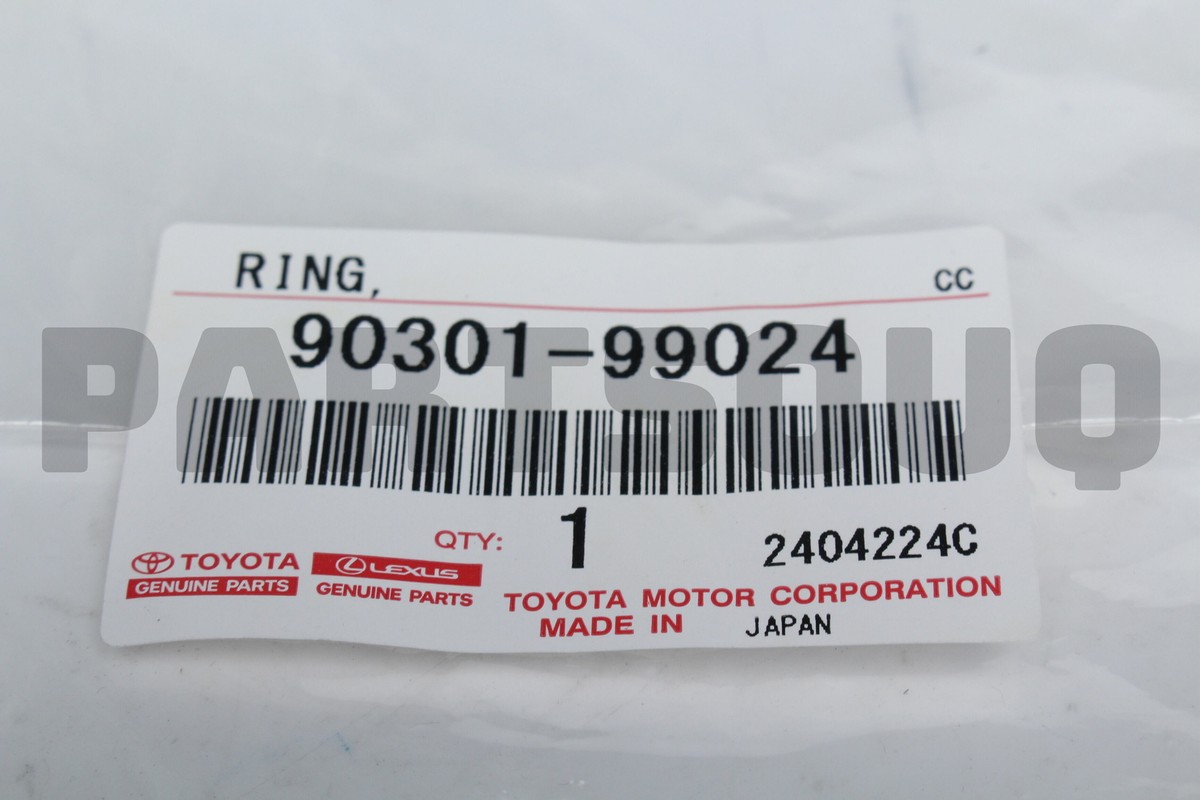 RING,
CC
90301-99024
PARTSOUQ
QTY: 1
2404224C
TOYOTA
GENUINE PARTS
LEXUS
GENUINE PARTS
TOYOTA MOTOR CORPORATION
MADE IN JAPAN